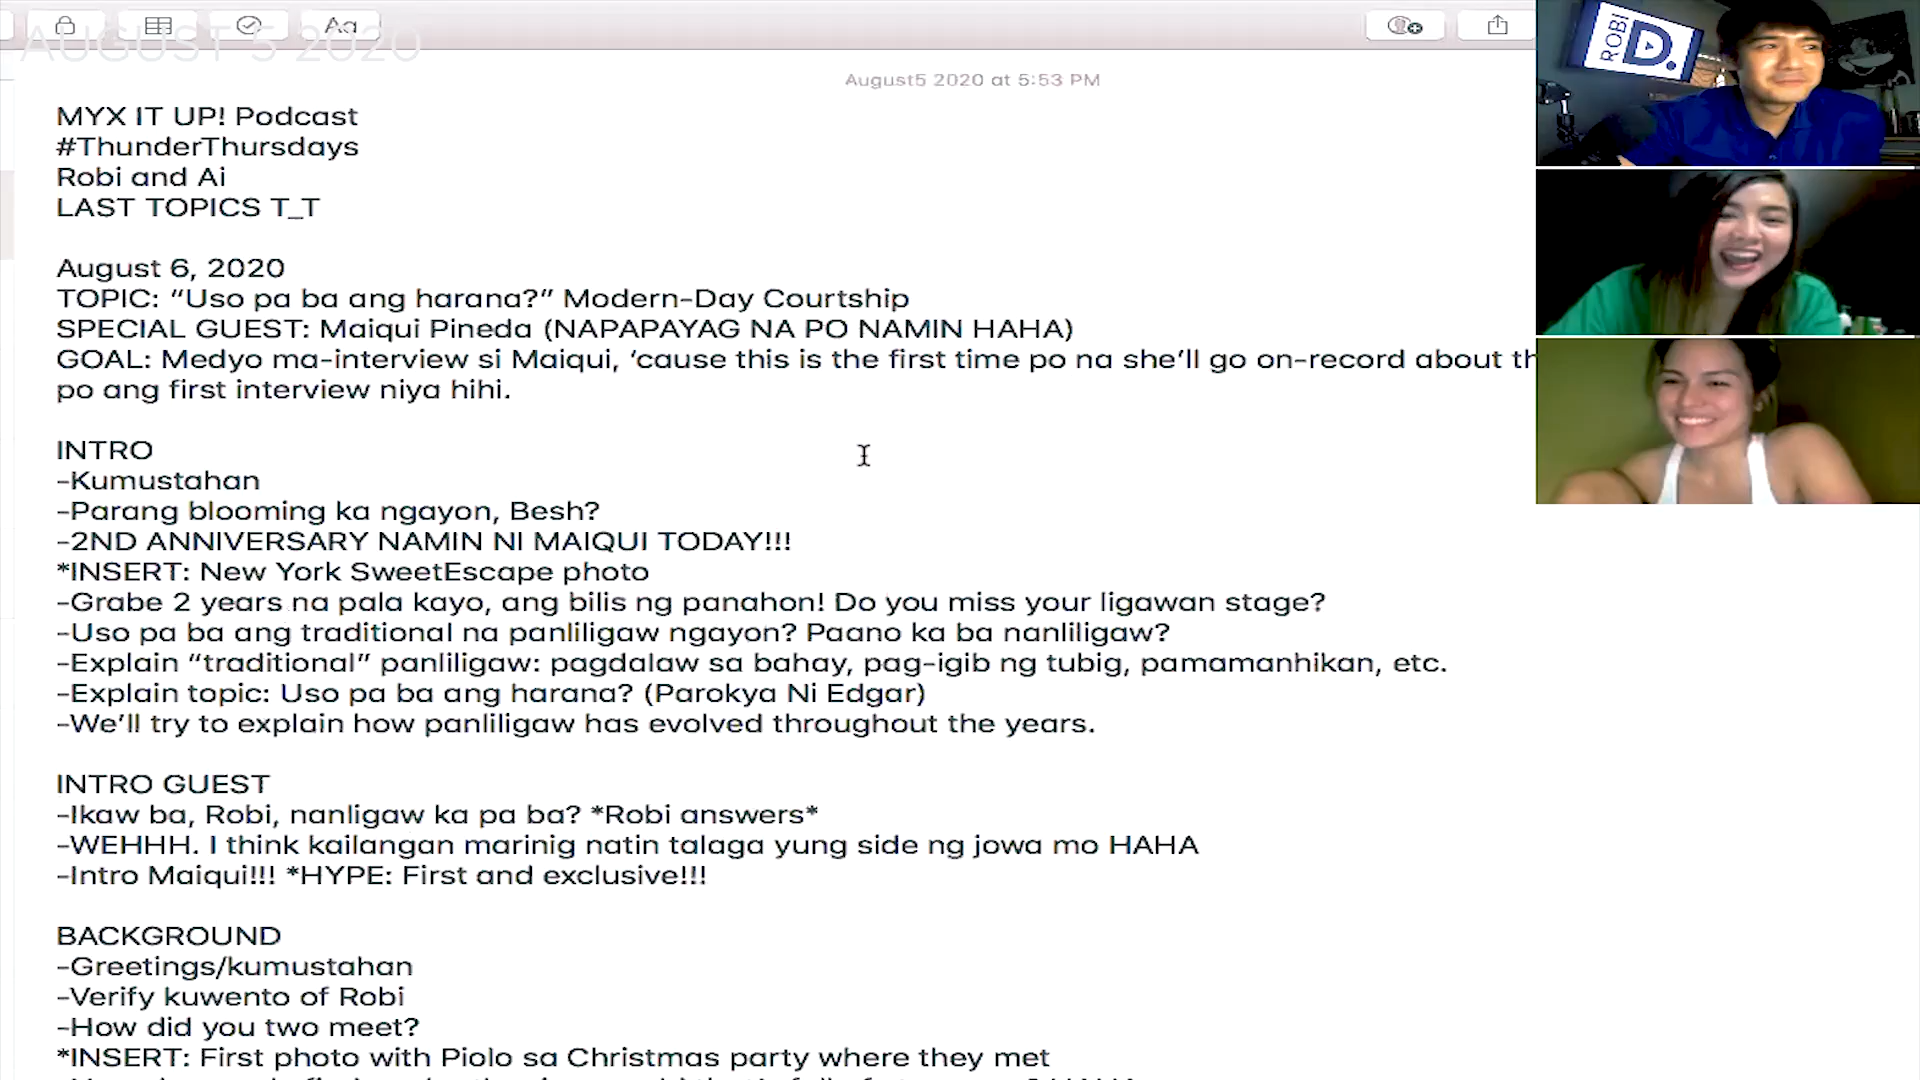 Aa
AUGUST 5 2020
August5 2020 at 5:53 PM
ROBI D.
MYX IT UP! Podcast
#ThunderThursdays
Robi and Ai
LAST TOPICS T_T
August 6, 2020
TOPIC: “Uso pa ba ang harana?” Modern-Day Courtship
SPECIAL GUEST: Maiqui Pineda (NAPAPAYAG NA PO NAMIN HAHA)
GOAL: Medyo ma-interview si Maiqui, ‘cause this is the first time po na she’ll go on-record about
po ang first interview niya hihi.
INTRO
-Kumustahan
-Parang blooming ka ngayon, Besh?
-2ND ANNIVERSARY NAMIN NI MAIQUI TODAY!!!
*INSERT: New York SweetEscape photo
-Grabe 2 years na pala kayo, ang bilis ng panahon! Do you miss your ligawan stage?
-Uso pa ba ang traditional na panliligaw ngayon? Paano ka ba nanliligaw?
-Explain “traditional” panliligaw: pagdalaw sa bahay, pag-igib ng tubig, pamamanhikan, etc.
-Explain topic: Uso pa ba ang harana? (Parokya Ni Edgar)
-We’ll try to explain how panliligaw has evolved throughout the years.
INTRO GUEST
-Ikaw ba, Robi, nanligaw ka pa ba? *Robi answers*
-WEHHH. I think kailangan marinig natin talaga yung side ng jowa mo HAHA
-Intro Maiqui!!! *HYPE: First and exclusive!!!
BACKGROUND
-Greetings/kumustahan
-Verify kuwento of Robi
-How did you two meet?
*INSERT: First photo with Piolo sa Christmas party where they met